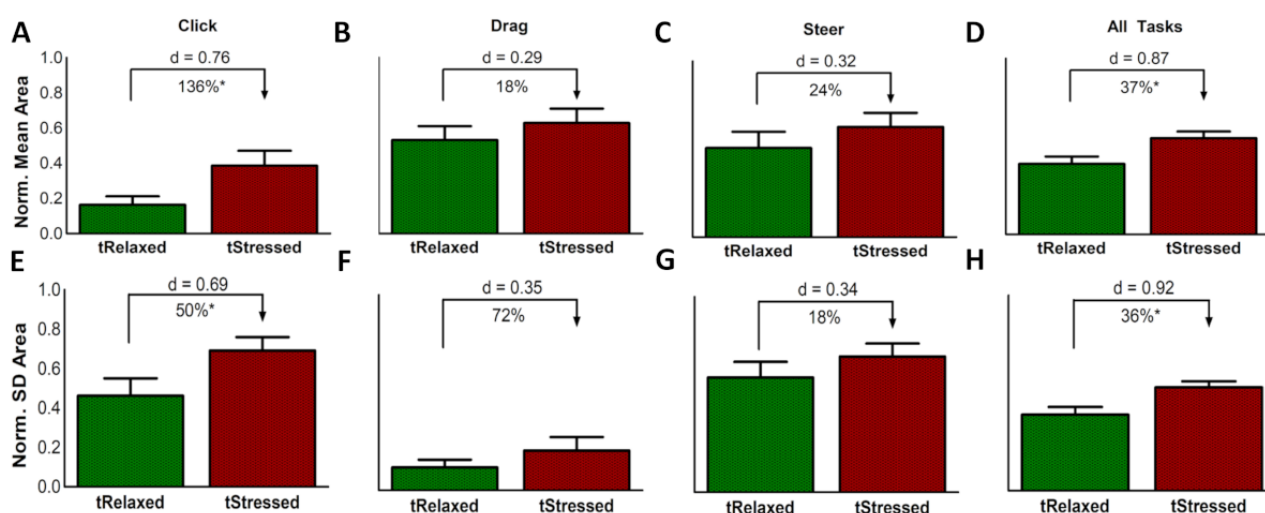 A
Click
B
Drag
C
Steer
D
All Tasks
Norm. Mean Area
1.0
0.8
0.6
0.4
0.2
0.0
d = 0.76
136%*
tRelaxed
tStressed
d = 0.29
18%
tRelaxed
tStressed
d = 0.32
24%
tRelaxed
tStressed
d = 0.87
37%*
tRelaxed
tStressed
E
F
G
H
Norm. SD Area
1.0
0.8
0.6
0.4
0.2
0.0
d = 0.69
50%*
tRelaxed
tStressed
d = 0.35
72%
tRelaxed
tStressed
d = 0.34
18%
tRelaxed
tStressed
d = 0.92
36%*
tRelaxed
tStressed